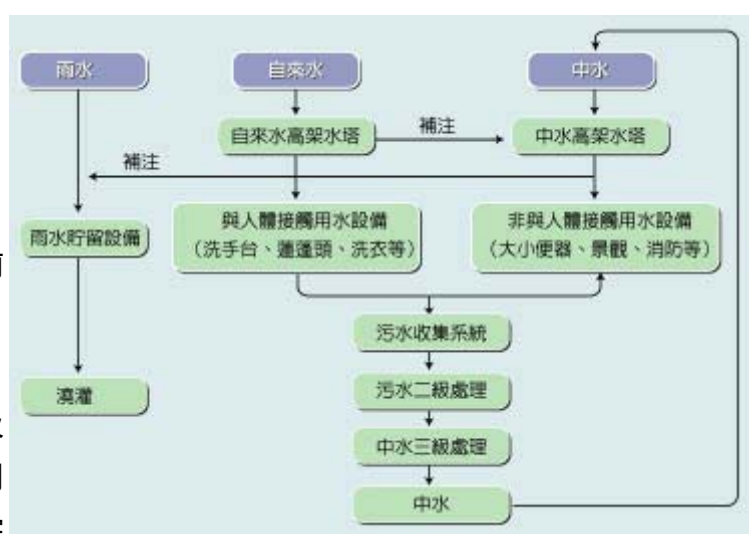 雨水
自來水
中水
自來水高架水塔
補注
中水高架水塔
補注
雨水貯留設備
與人體接觸用水設備
(洗手台、蓮蓬頭、洗衣等)
非與人體接觸用水設備
(大小便器、景觀、消防等)
污水收集系統
澆灌
污水二級處理
中水三級處理
中水